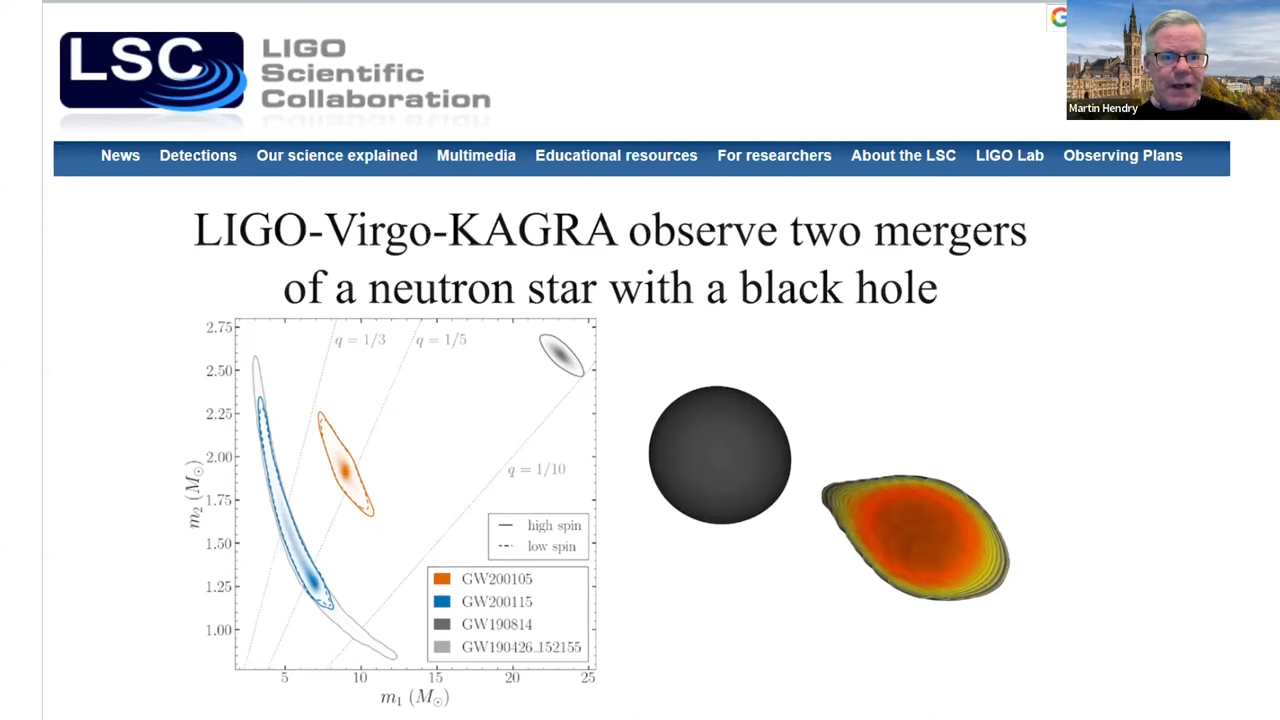 LSC
LIGO
Scientific
Collaboration
G
Martin Hendry
News Detections Our science explained Multimedia Educational resources For researchers About the LSC LIGO Lab Observing Plans
LIGO-Virgo-KAGRA observe two mergers
of a neutron star with a black hole
2.75
2.50
2.25
2.00
1.75
1.50
1.25
1.00
m₂ (M☉)
q = 1/3
q = 1/5
q = 1/10
high spin
low spin
GW200105
GW200115
GW190814
GW190426_152155
5 10 15 20 25
m₁ (M☉)